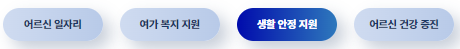 어르신 일자리
여가 복지 지원
생활 안정 지원
어르신 건강 증진